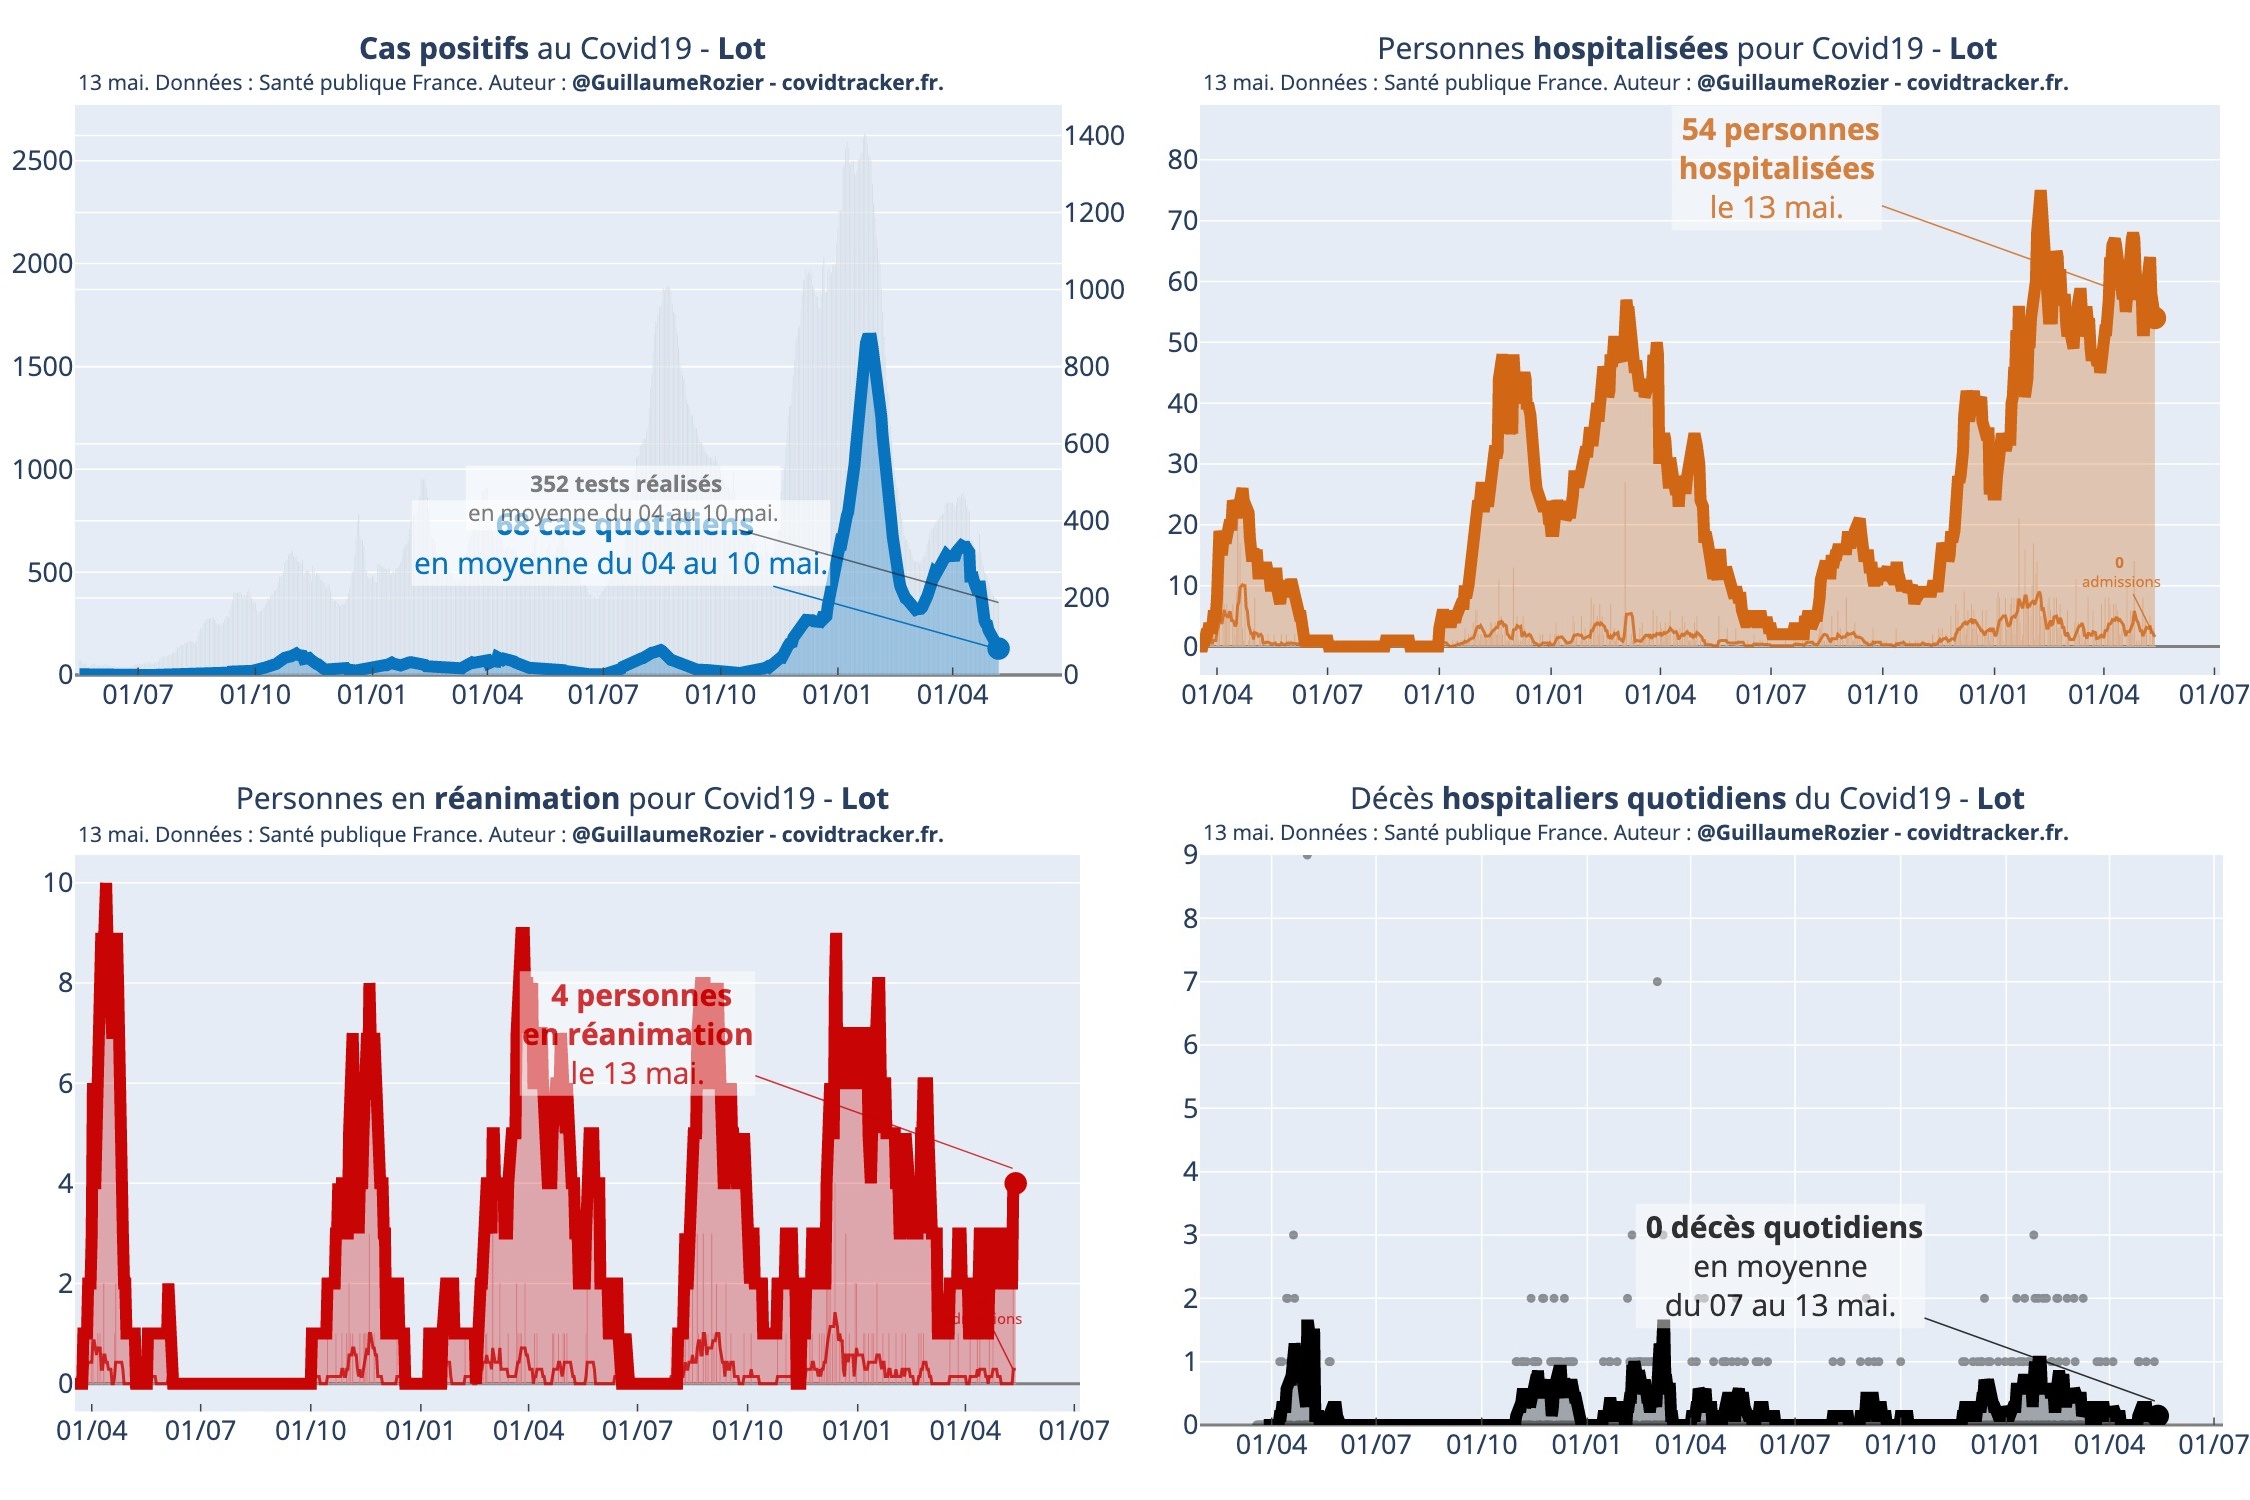 Cas positifs au Covid19 - Lot
13 mai. Données : Santé publique France. Auteur : @GuillaumeRozier - covidtracker.fr.
2500
2000
1500
1000
500
0
1400
1200
1000
800
600
400
200
0
352 tests réalisés
en moyenne du 04 au 10 mai.
68 cas quotidiens
en moyenne du 04 au 10 mai.
01/07 01/10 01/01 01/04 01/07 01/10 01/01 01/04
Personnes hospitalisées pour Covid19 - Lot
13 mai. Données : Santé publique France. Auteur : @GuillaumeRozier - covidtracker.fr.
80
70
60
50
40
30
20
10
0
54 personnes
hospitalisées
le 13 mai.
0
admissions
01/04 01/07 01/10 01/01 01/04 01/07 01/10 01/01 01/04 01/07
Personnes en réanimation pour Covid19 - Lot
13 mai. Données : Santé publique France. Auteur : @GuillaumeRozier - covidtracker.fr.
10
8
6
4
2
0
4 personnes
en réanimation
le 13 mai.
01/04 01/07 01/10 01/01 01/04 01/07 01/10 01/01 01/04 01/07
Décès hospitaliers quotidiens du Covid19 - Lot
13 mai. Données : Santé publique France. Auteur : @GuillaumeRozier - covidtracker.fr.
9
8
7
6
5
4
3
2
1
0
0 décès quotidiens
en moyenne
du 07 au 13 mai.
01/04 01/07 01/10 01/01 01/04 01/07 01/10 01/01 01/04 01/07